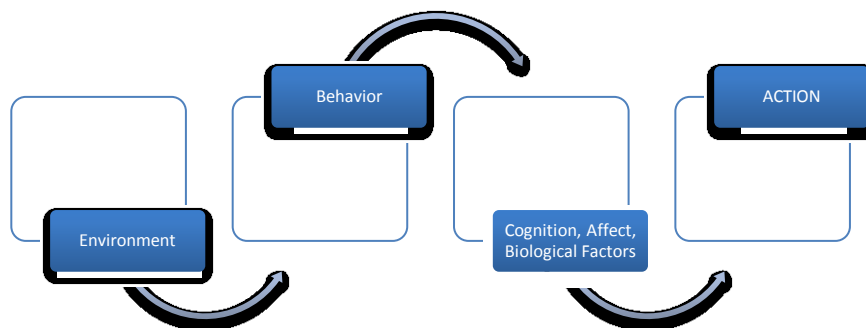 Environment
Behavior
Cognition, Affect,
Biological Factors
ACTION